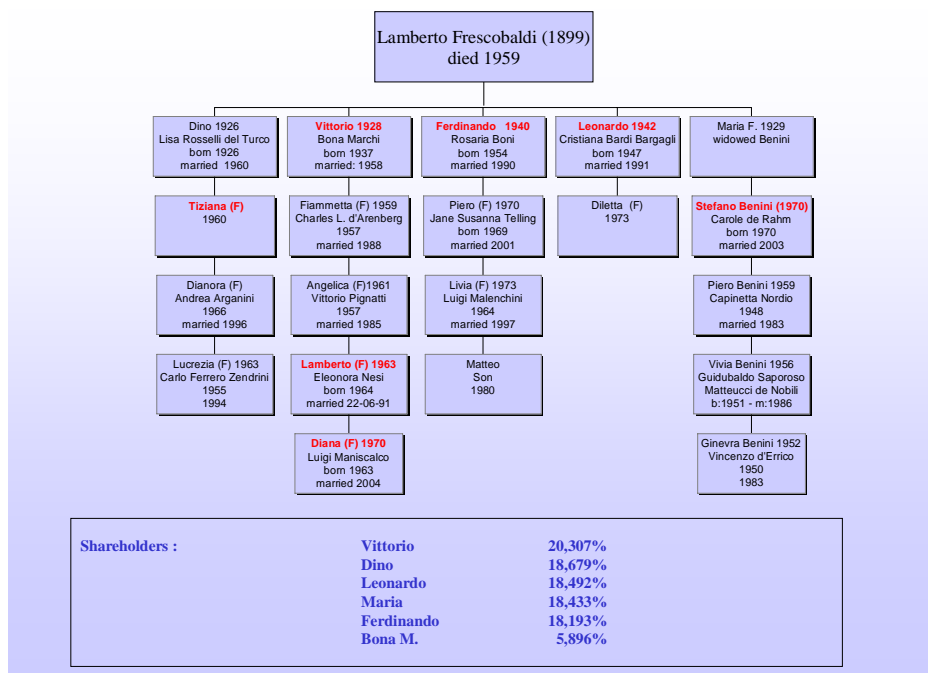 Lamberto Frescobaldi (1899)
died 1959
Dino 1926
Lisa Rosselli del Turco
born 1926
married 1960
Vittorio 1928
Bona Marchi
born 1937
married: 1958
Ferdinando 1940
Rosaria Boni
born 1954
married 1990
Leonardo 1942
Cristiana Bardi Bargagli
born 1947
married 1991
Maria F. 1929
widowed Benini
Tiziana (F)
1960
Fiammetta (F) 1959
Charles L. d'Arenberg
1957
married 1988
Piero (F) 1970
Jane Susanna Telling
born 1969
married 2001
Diletta (F)
1973
Stefano Benini (1970)
Carole de Rahm
born 1970
married 2003
Dianora (F)
Andrea Arganini
1966
married 1996
Angelica (F)1961
Vittorio Pignatti
1957
married 1985
Livia (F) 1973
Luigi Malenchini
1964
married 1997
Piero Benini 1959
Capinetta Nordio
1948
married 1983
Lucrezia (F) 1963
Carlo Ferrero Zendrini
1955
1994
Lamberto (F) 1963
Eleonora Nesi
born 1964
married 22-06-91
Matteo
Son
1980
Vivia Benini 1956
Guidubaldo Saporoso
Matteucci de Nobili
b:1951 - m:1986
Diana (F) 1970
Luigi Maniscalco
born 1963
married 2004
Ginevra Benini 1952
Vincenzo d'Errico
1950
1983
Shareholders : Vittorio 20,307%
Dino 18,679%
Leonardo 18,492%
Maria 18,433%
Ferdinando 18,193%
Bona M. 5,896%